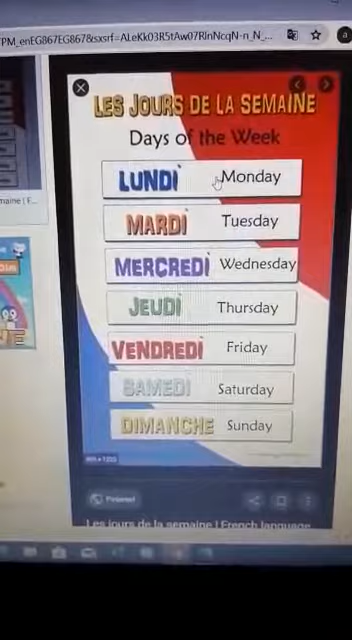 LES JOURS DE LA SEMAINE
Days of the Week
LUNDI Monday
MARDI Tuesday
MERCREDI Wednesday
JEUDI Thursday
VENDREDI Friday
SAMEDI Saturday
DIMANCHE Sunday
Pinterest
Les jours de la semaine | French language